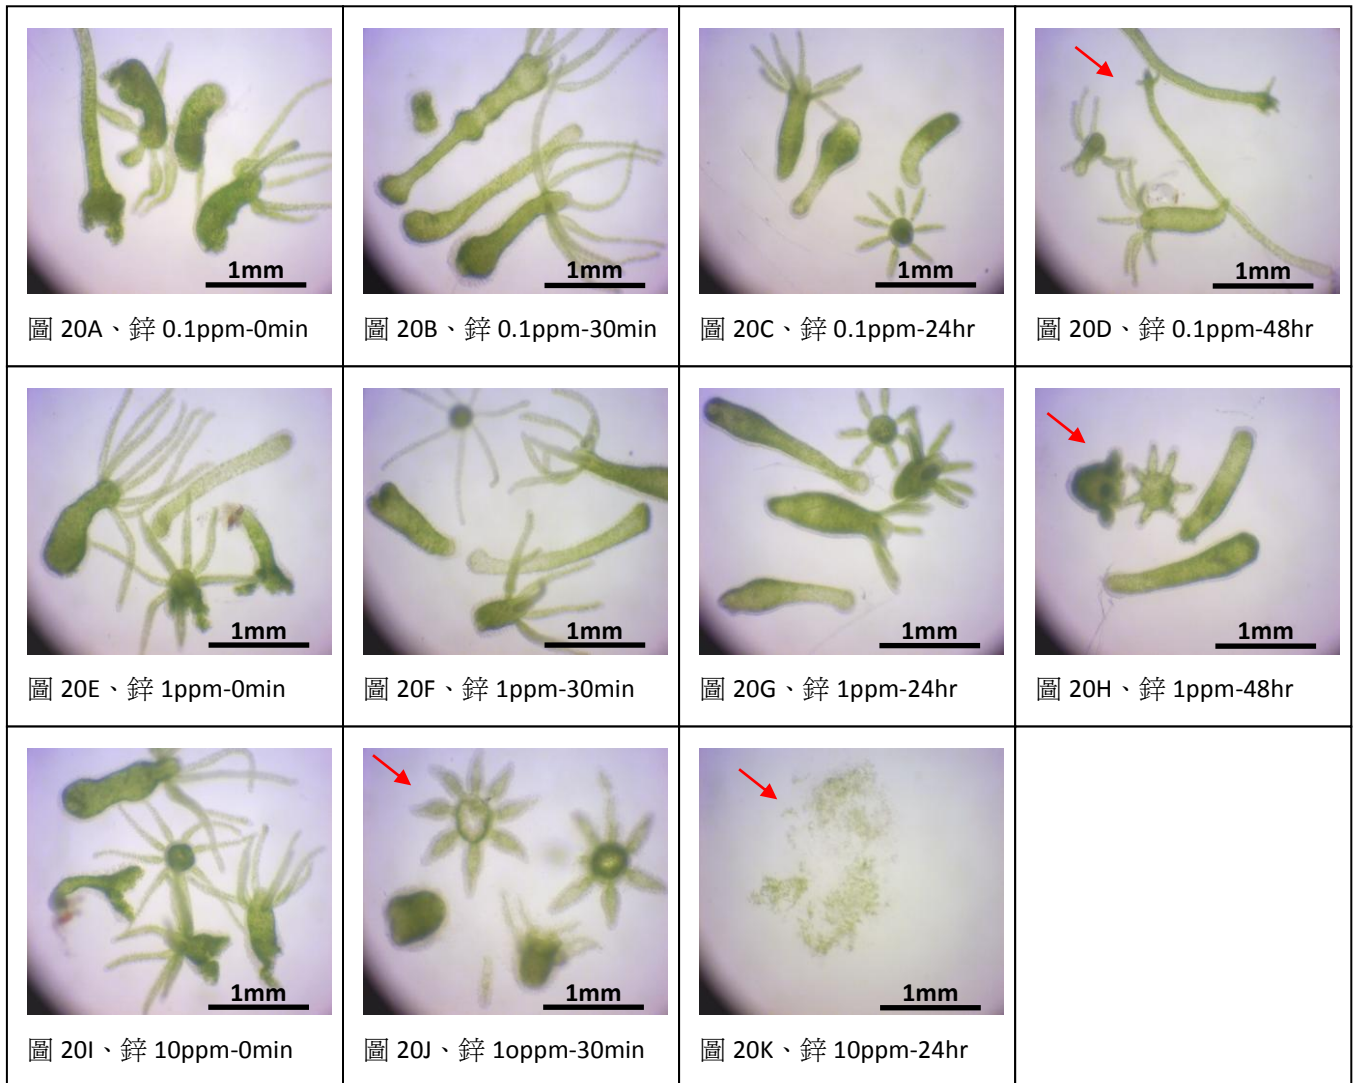 1mm
1mm
1mm
1mm
圖 20A、鋅 0.1ppm-0min
圖 20B、鋅 0.1ppm-30min
圖 20C、鋅 0.1ppm-24hr
圖 20D、鋅 0.1ppm-48hr
1mm
1mm
1mm
1mm
圖 20E、鋅 1ppm-0min
圖 20F、鋅 1ppm-30min
圖 20G、鋅 1ppm-24hr
圖 20H、鋅 1ppm-48hr
1mm
1mm
1mm
圖 20I、鋅 10ppm-0min
圖 20J、鋅 1oppm-30min
圖 20K、鋅 10ppm-24hr